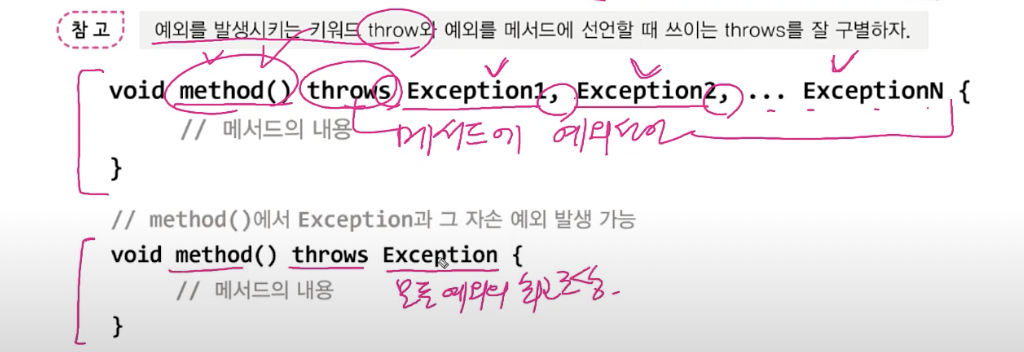 참고 예외를 발생시키는 키워드 throw와 예외를 메서드에 선언할 때 쓰이는 throws를 잘 구별하자.
void method() throws Exception1, Exception2, ... ExceptionN {
// 메서드의 내용
메서드에 예외선언
}
// method()에서 Exception과 그 자손 예외 발생 가능
void method() throws Exception {
// 메서드의 내용
모든 예외의 최고조상.
}